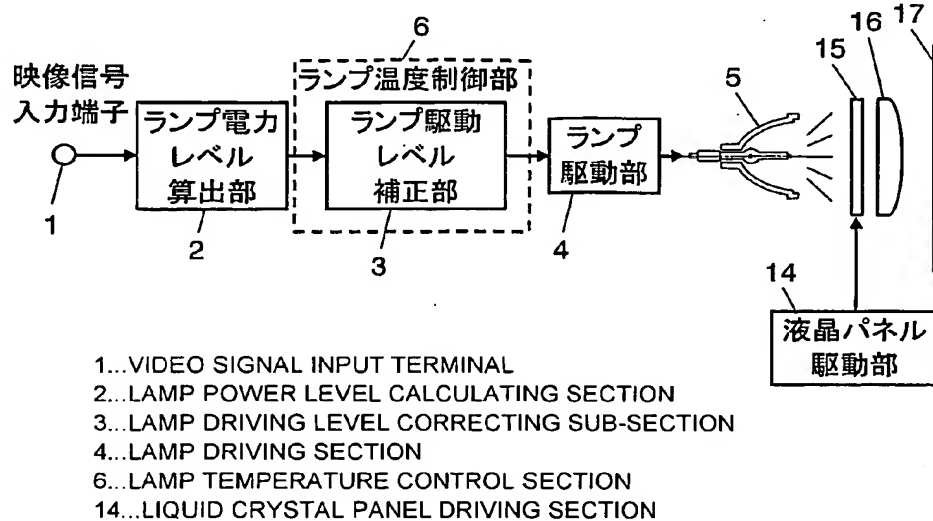 6
16
17
15
5
映像信号
入力端子
ランプ温度制御部
ランプ電力
レベル
算出部
ランプ駆動
レベル
補正部
ランプ
駆動部
1
2
3
4
14
液晶パネル
駆動部
1...VIDEO SIGNAL INPUT TERMINAL
2...LAMP POWER LEVEL CALCULATING SECTION
3...LAMP DRIVING LEVEL CORRECTING SUB-SECTION
4...LAMP DRIVING SECTION
6...LAMP TEMPERATURE CONTROL SECTION
14...LIQUID CRYSTAL PANEL DRIVING SECTION